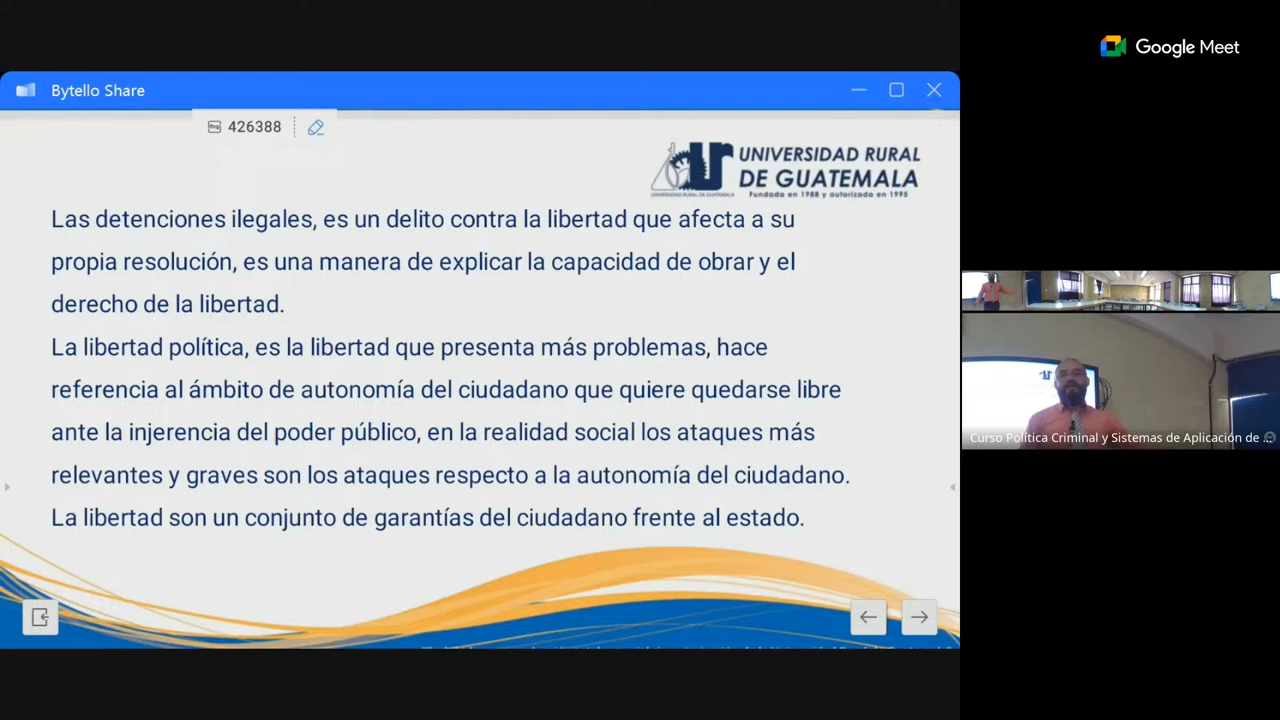 Google Meet
Bytello Share
426388
UNIVERSIDAD RURAL
DE GUATEMALA
Fundada en 1988 y autorizada en 1995
Las detenciones ilegales, es un delito contra la libertad que afecta a su
propia resolución, es una manera de explicar la capacidad de obrar y el
derecho de la libertad.
La libertad política, es la libertad que presenta más problemas, hace
referencia al ámbito de autonomía del ciudadano que quiere quedarse libre
ante la injerencia del poder público, en la realidad social los ataques más
relevantes y graves son los ataques respecto a la autonomía del ciudadano.
La libertad son un conjunto de garantías del ciudadano frente al estado.
Curso Política Criminal y Sistemas de Aplicación de ...